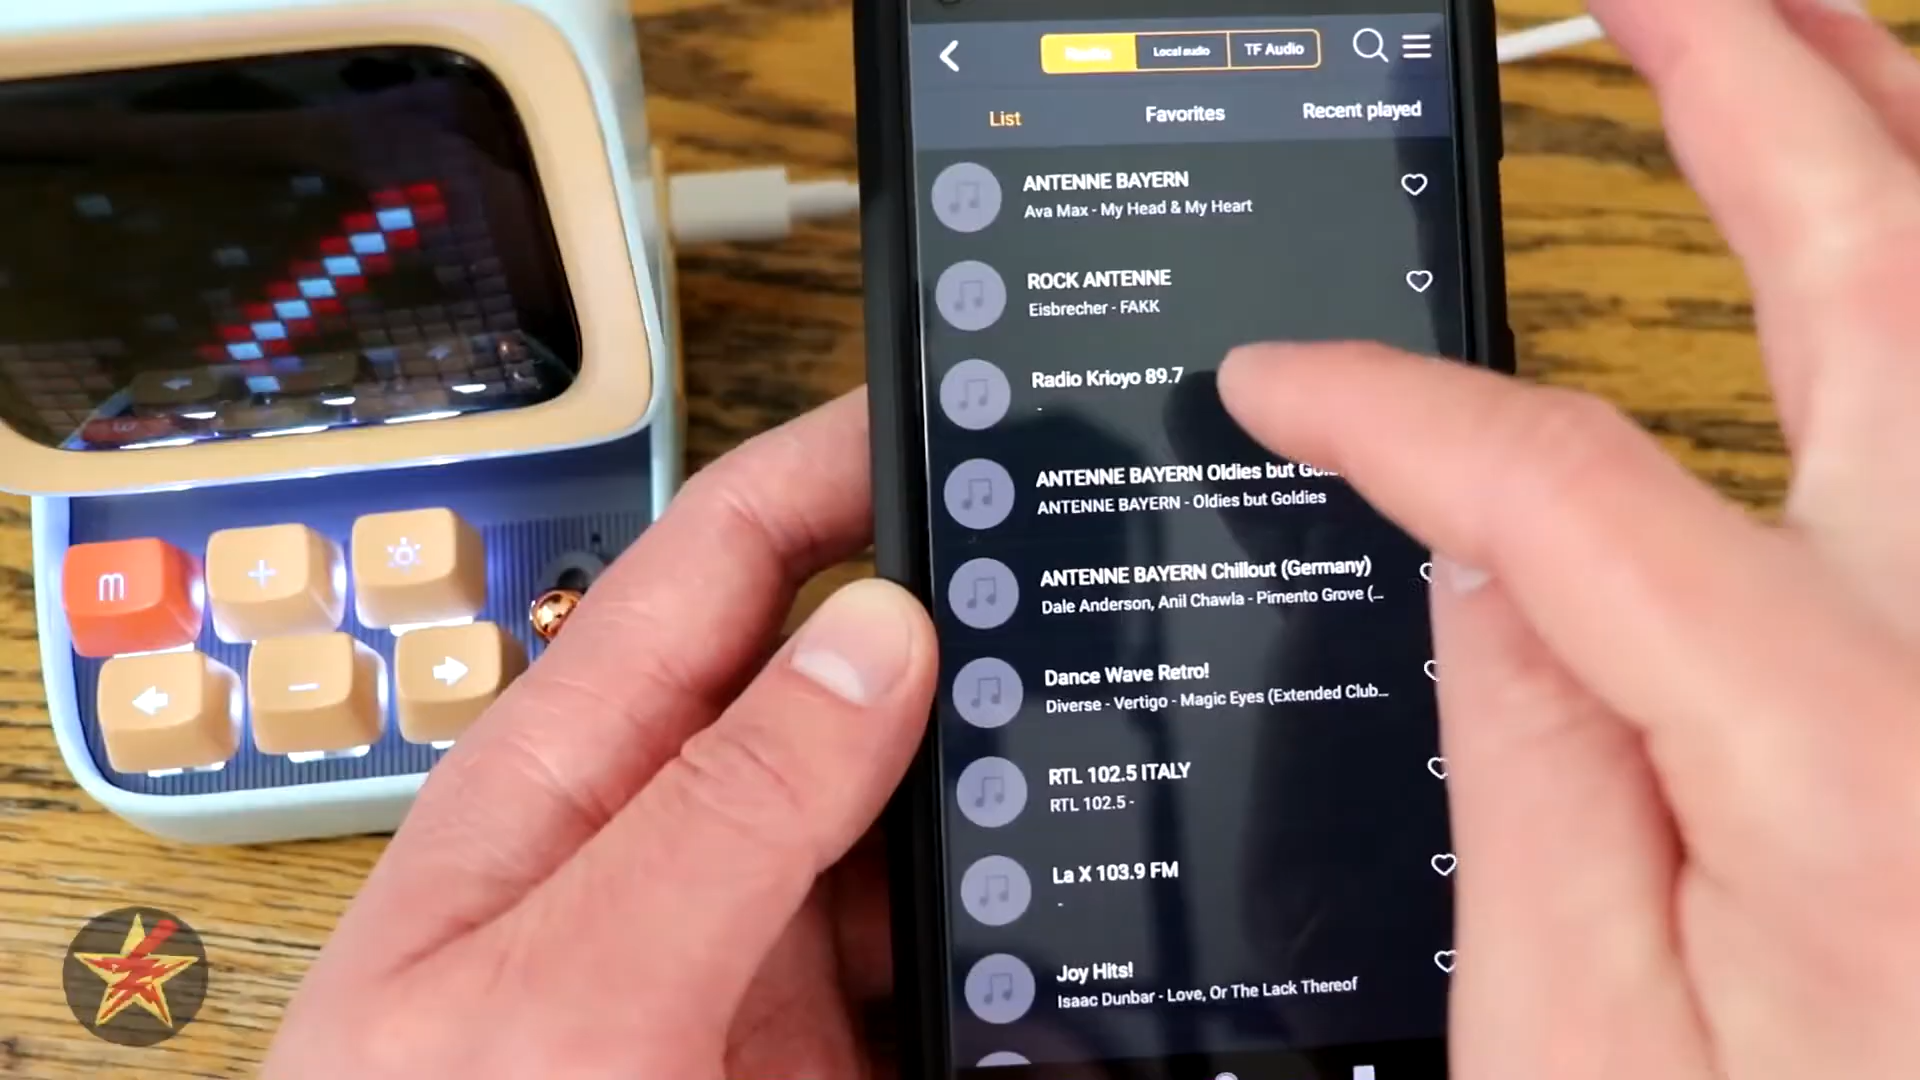 Radio
Local audio
TF Audio
List
Favorites
Recent played
ANTENNE BAYERN
Ava Max - My Head & My Heart
ROCK ANTENNE
Eisbrecher - FAKK
Radio Krioyo 89.7
-
ANTENNE BAYERN Oldies but
ANTENNE BAYERN - Oldies but Goldies
ANTENNE BAYERN Chillout (Germany)
Dale Anderson, Anil Chawla - Pimento Grove (...
Dance Wave Retro!
Diverse - Vertigo - Magic Eyes (Extended Club...
RTL 102.5 ITALY
RTL 102.5 -
La X 103.9 FM
-
Joy Hits!
Isaac Dunbar - Love, Or The Lack Thereof
m
+
−